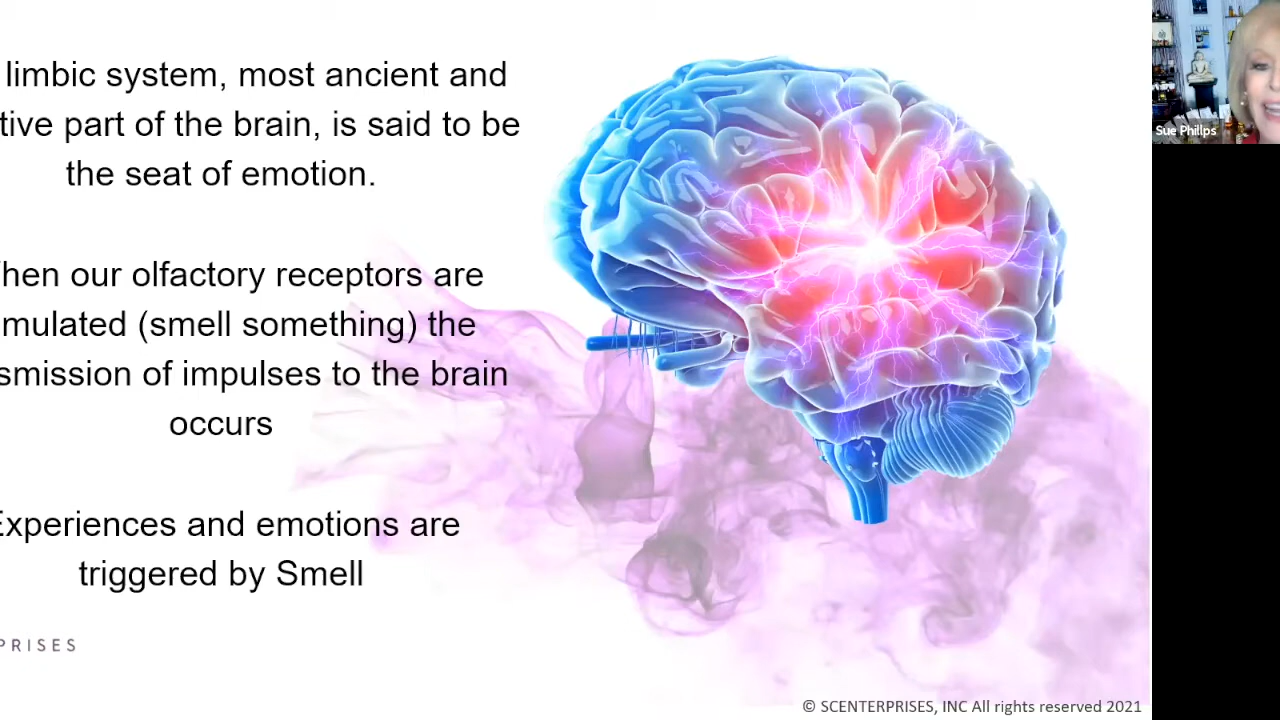 limbic system, most ancient and
tive part of the brain, is said to be
the seat of emotion.
hen our olfactory receptors are
mulated (smell something) the
smission of impulses to the brain
occurs
Experiences and emotions are
triggered by Smell
PRISES
© SCENTERPRISES, INC All rights reserved 2021
Sue Phillps